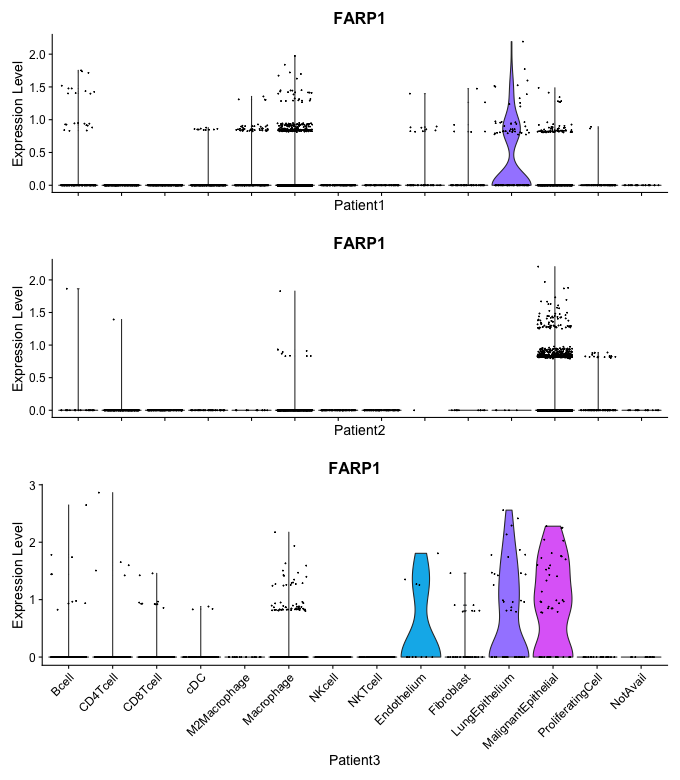 FARP1
Expression Level
2.0
1.5
1.0
0.5
0.0
Patient1
FARP1
Expression Level
2.0
1.5
1.0
0.5
0.0
Patient2
FARP1
Expression Level
3
2
1
0
Bcell
CD4Tcell
CD8Tcell
cDC
M2Macrophage
Macrophage
NKcell
NKTcell
Endothelium
Fibroblast
LungEpithelium
MalignantEpithelial
ProliferatingCell
NotAvail
Patient3